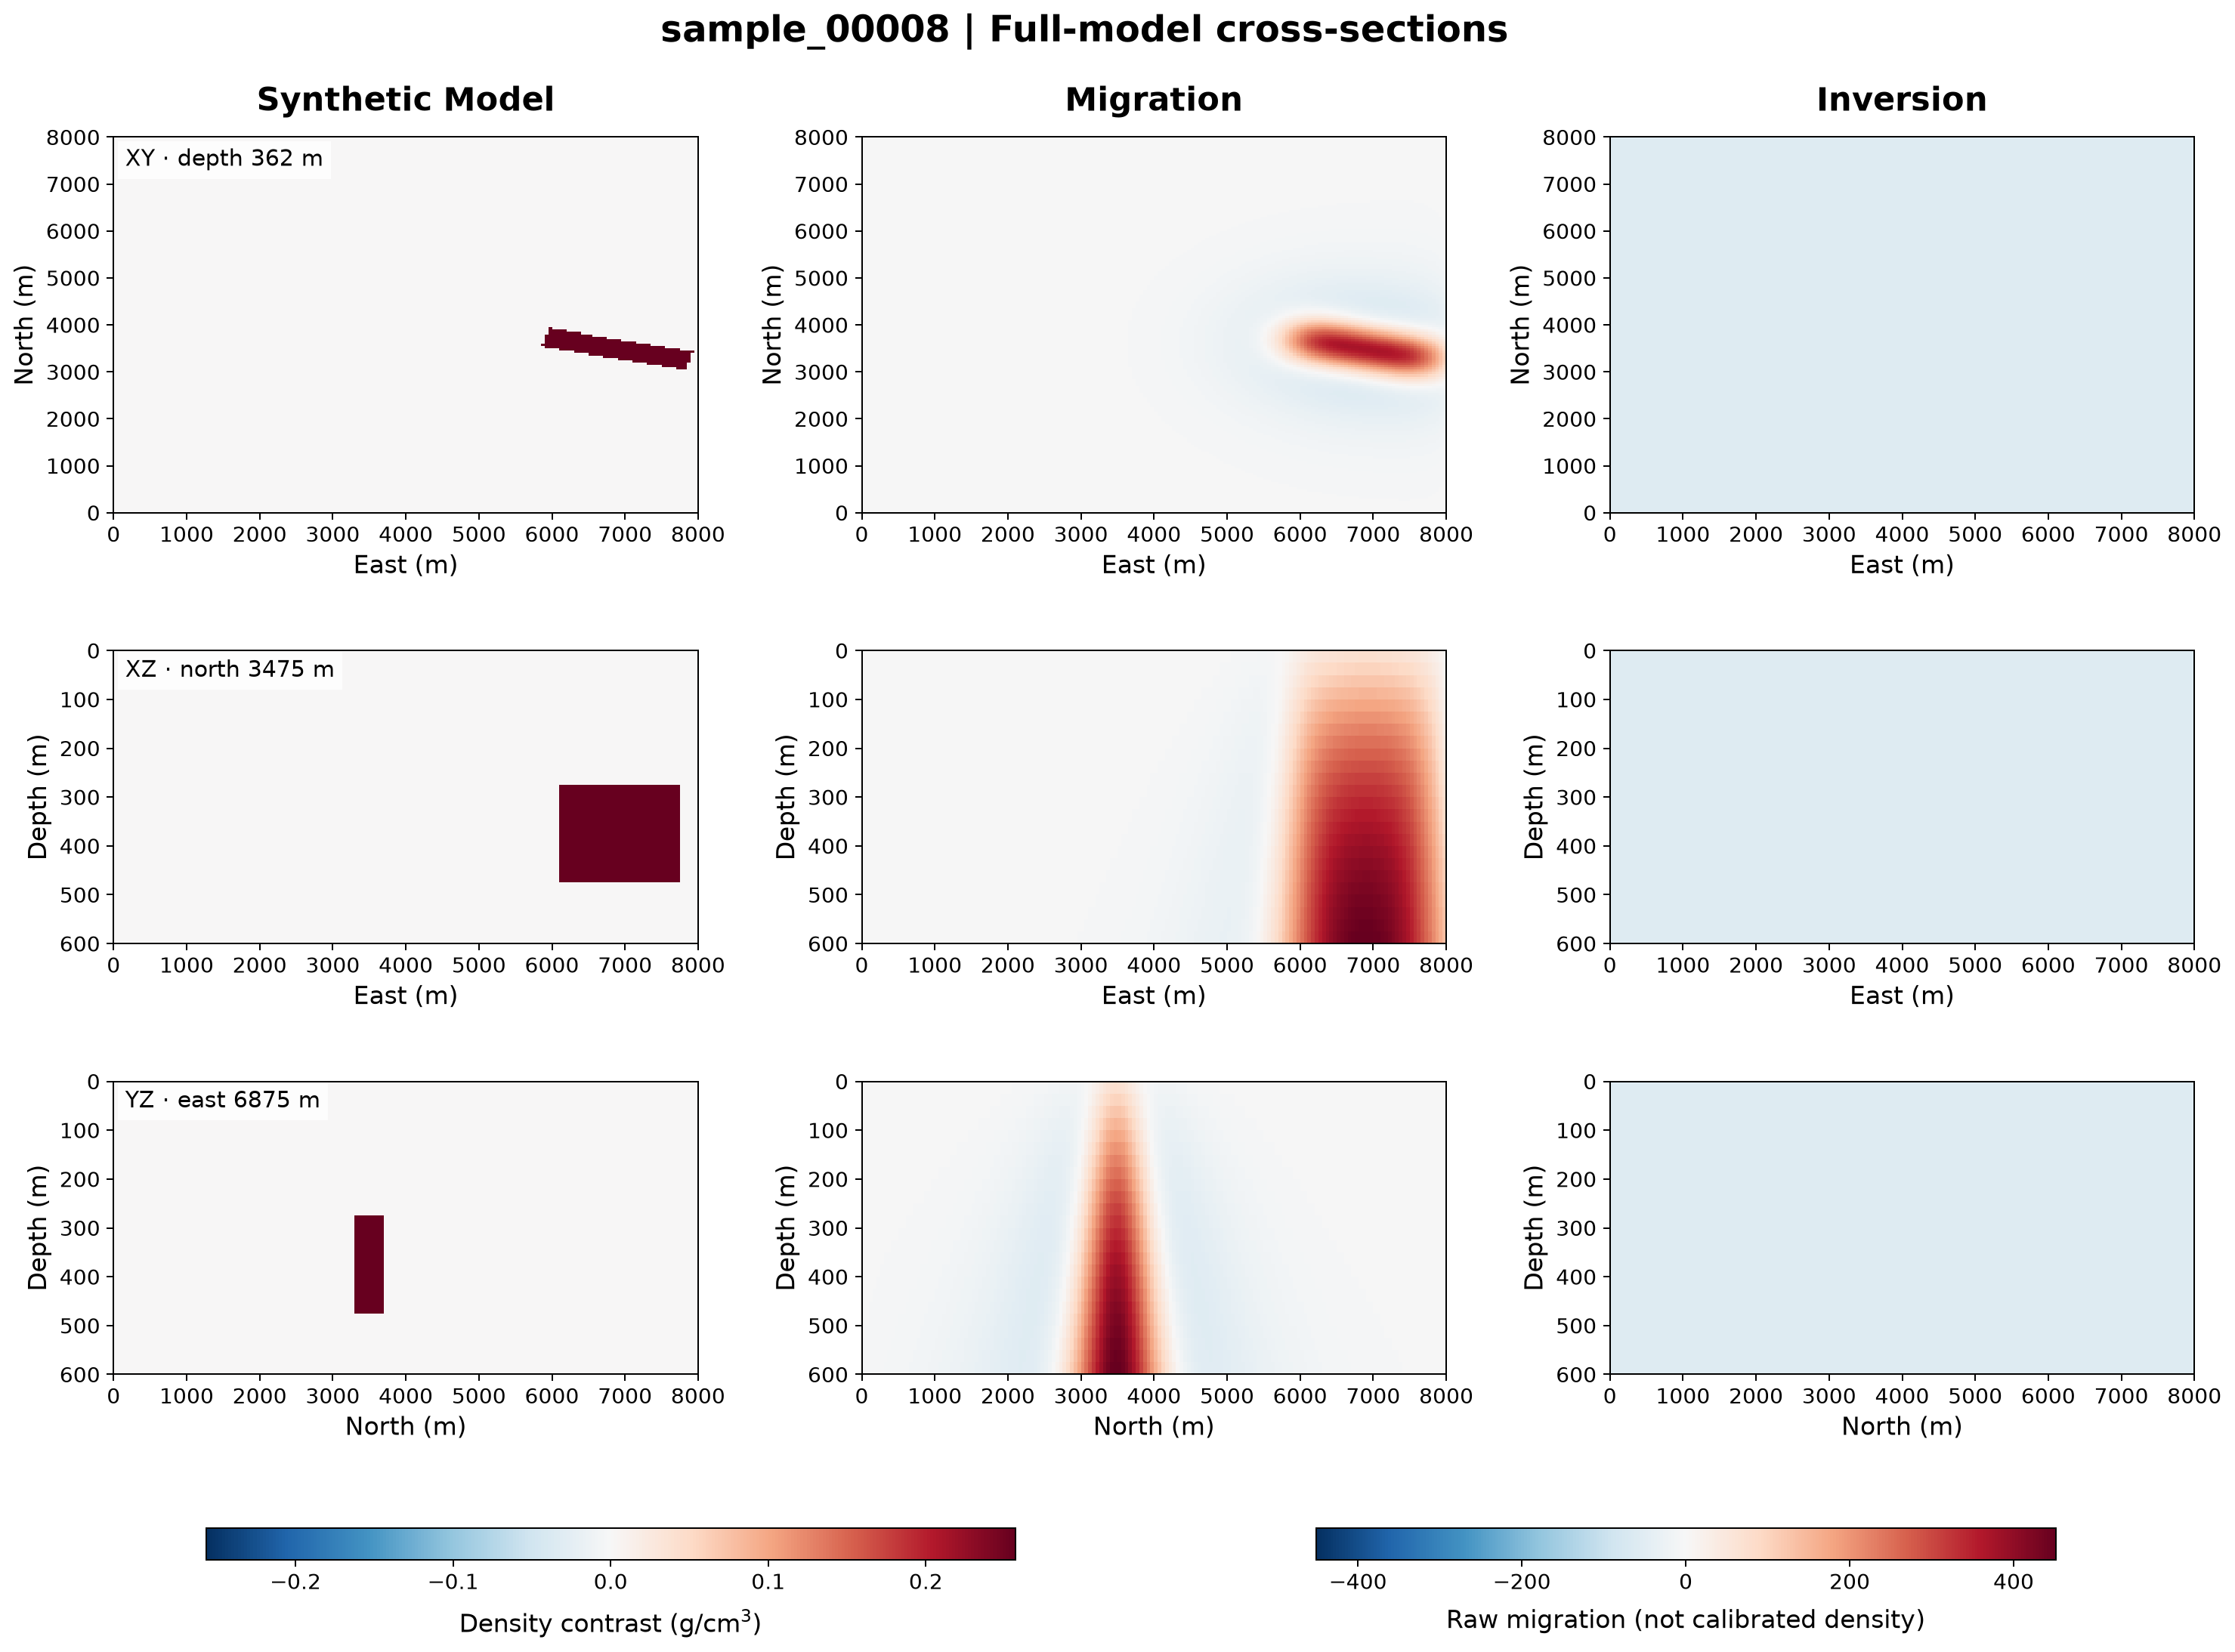 sample_00008 | Full-model cross-sections
Synthetic Model
Migration
Inversion
XY · depth 362 m
North (m)
8000
7000
6000
5000
4000
3000
2000
1000
0
0 1000 2000 3000 4000 5000 6000 7000 8000
East (m)
North (m)
8000
7000
6000
5000
4000
3000
2000
1000
0
0 1000 2000 3000 4000 5000 6000 7000 8000
East (m)
North (m)
8000
7000
6000
5000
4000
3000
2000
1000
0
0 1000 2000 3000 4000 5000 6000 7000 8000
East (m)
XZ · north 3475 m
Depth (m)
0
100
200
300
400
500
600
0 1000 2000 3000 4000 5000 6000 7000 8000
East (m)
Depth (m)
0
100
200
300
400
500
600
0 1000 2000 3000 4000 5000 6000 7000 8000
East (m)
Depth (m)
0
100
200
300
400
500
600
0 1000 2000 3000 4000 5000 6000 7000 8000
East (m)
YZ · east 6875 m
Depth (m)
0
100
200
300
400
500
600
0 1000 2000 3000 4000 5000 6000 7000 8000
North (m)
Depth (m)
0
100
200
300
400
500
600
0 1000 2000 3000 4000 5000 6000 7000 8000
North (m)
Depth (m)
0
100
200
300
400
500
600
0 1000 2000 3000 4000 5000 6000 7000 8000
North (m)
−0.2 −0.1 0.0 0.1 0.2
Density contrast (g/cm³)
−400 −200 0 200 400
Raw migration (not calibrated density)